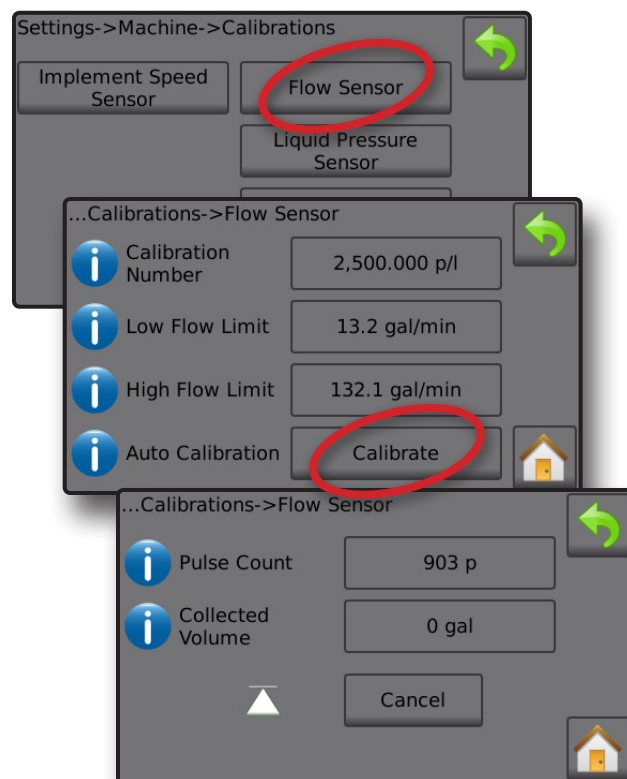 Settings->Machine->Calibrations
Implement Speed
Sensor
Flow Sensor
Liquid Pressure
Sensor
...Calibrations->Flow Sensor
Calibration
Number
2,500.000 p/l
Low Flow Limit
13.2 gal/min
High Flow Limit
132.1 gal/min
Auto Calibration
Calibrate
...Calibrations->Flow Sensor
Pulse Count
903 p
Collected
Volume
0 gal
Cancel